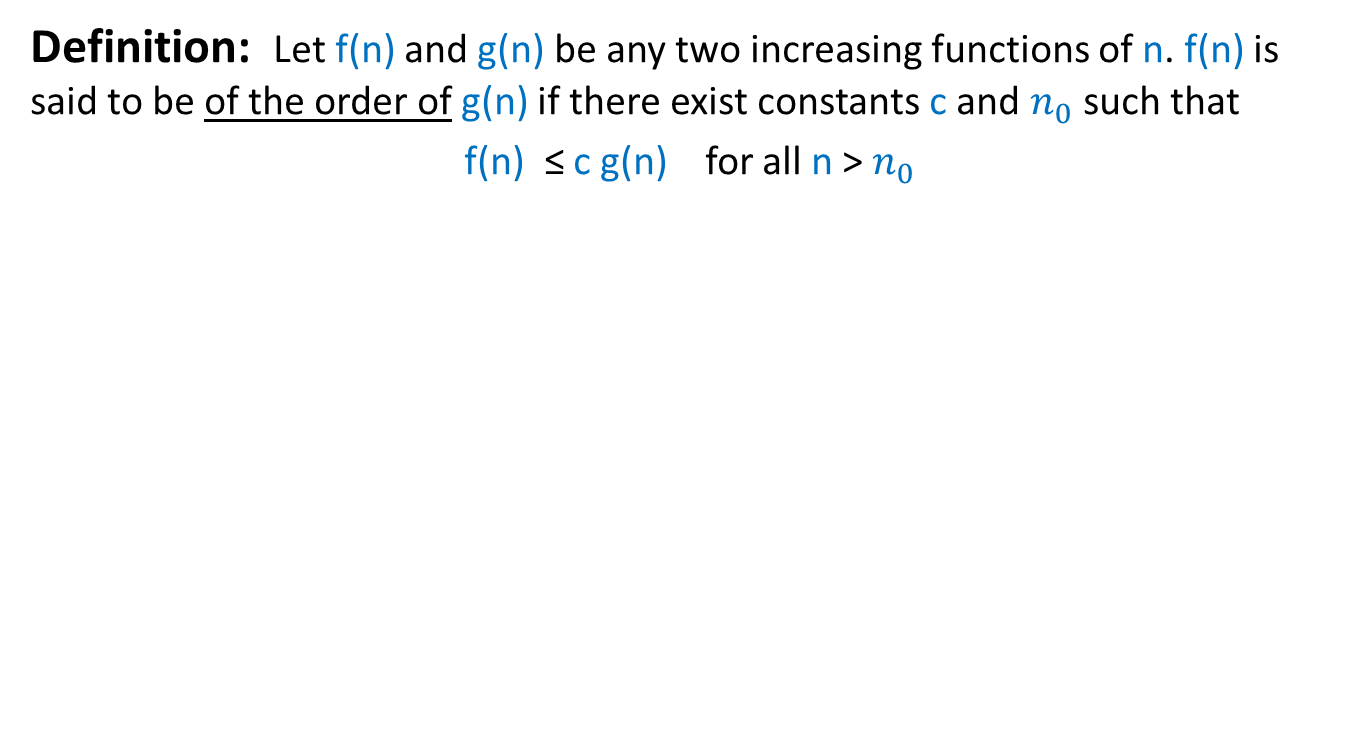 Definition: Let f(n) and g(n) be any two increasing functions of n. f(n) is
said to be of the order of g(n) if there exist constants c and n₀ such that
f(n) ≤ c g(n) for all n > n₀